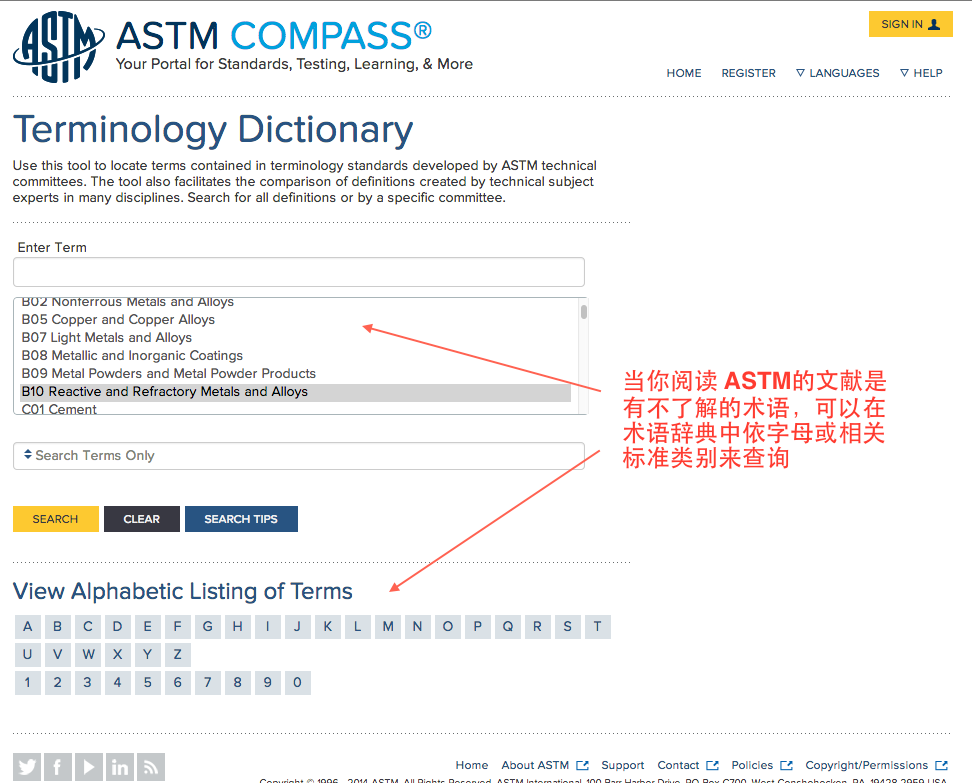 ASTM
ASTM COMPASS®
Your Portal for Standards, Testing, Learning, & More
SIGN IN
HOME REGISTER ▽ LANGUAGES ▽ HELP
Terminology Dictionary
Use this tool to locate terms contained in terminology standards developed by ASTM technical
committees. The tool also facilitates the comparison of definitions created by technical subject
experts in many disciplines. Search for all definitions or by a specific committee.
Enter Term
B02 Nonferrous Metals and Alloys
B05 Copper and Copper Alloys
B07 Light Metals and Alloys
B08 Metallic and Inorganic Coatings
B09 Metal Powders and Metal Powder Products
B10 Reactive and Refractory Metals and Alloys
C01 Cement
当你阅读 ASTM的文献是
有不了解的术语，可以在
术语辞典中依字母或相关
标准类别来查询
Search Terms Only
SEARCH CLEAR SEARCH TIPS
View Alphabetic Listing of Terms
A B C D E F G H I J K L M N O P Q R S T
U V W X Y Z
1 2 3 4 5 6 7 8 9 0
Home About ASTM Support Contact Policies Copyright/Permissions
Copyright © 1996 - 2014 ASTM. All Rights Reserved. ASTM International, 100 Barr Harbor Drive, PO Box C700, West Conshohocken, PA, 19428-2959 USA